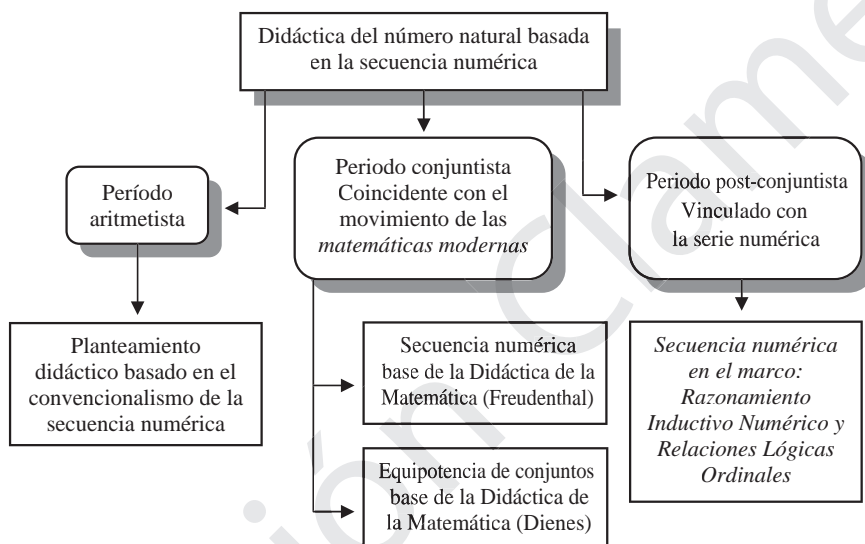 Didáctica del número natural basada
en la secuencia numérica
Período
aritmetista
Periodo conjuntista
Coincidente con el
movimiento de las
matemáticas modernas
Periodo post-conjuntista
Vinculado con
la serie numérica
Planteamiento
didáctico basado en el
convencionalismo de la
secuencia numérica
Secuencia numérica
base de la Didáctica de la
Matemática (Freudenthal)
Equipotencia de conjuntos
base de la Didáctica de
la Matemática (Dienes)
Secuencia numérica
en el marco:
Razonamiento
Inductivo Numérico y
Relaciones Lógicas
Ordinales
ión Clame